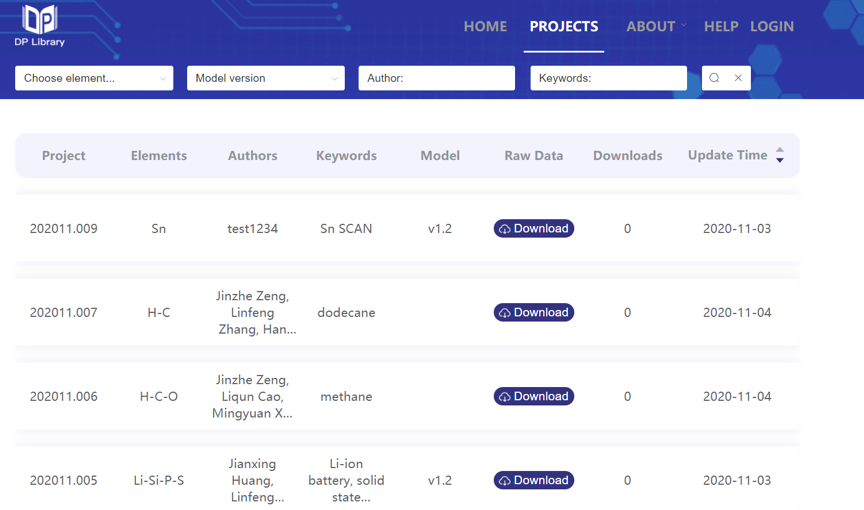 DP Library
HOME PROJECTS ABOUT HELP LOGIN
Choose element... Model version Author: Keywords:
Project Elements Authors Keywords Model Raw Data Downloads Update Time
202011.009 Sn test1234 Sn SCAN v1.2 Download 0 2020-11-03
Jinzhe Zeng,
202011.007 H-C Linfeng dodecane Download 0 2020-11-04
Zhang, Han...
Jinzhe Zeng,
202011.006 H-C-O Liqun Cao, methane Download 0 2020-11-04
Mingyuan X...
Jianxing Li-ion
202011.005 Li-Si-P-S Huang, battery, solid v1.2 Download 0 2020-11-03
Linfeng... state...